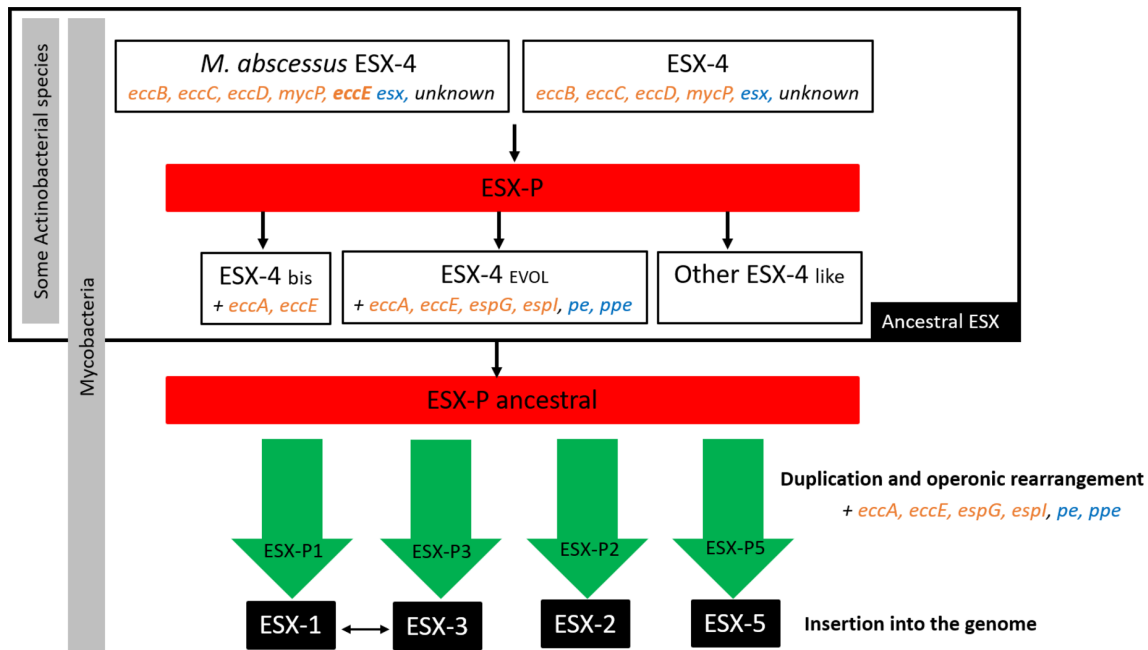 Some Actinobacterial species
Mycobacteria
M. abscessus ESX-4
eccB, eccC, eccD, mycP, eccE esx, unknown
ESX-4
eccB, eccC, eccD, mycP, esx, unknown
ESX-P
ESX-4 bis
+ eccA, eccE
ESX-4 EVOL
+ eccA, eccE, espG, espI, pe, ppe
Other ESX-4 like
Ancestral ESX
ESX-P ancestral
Duplication and operonic rearrangement
+ eccA, eccE, espG, espI, pe, ppe
ESX-P1
ESX-P3
ESX-P2
ESX-P5
ESX-1
ESX-3
ESX-2
ESX-5
Insertion into the genome